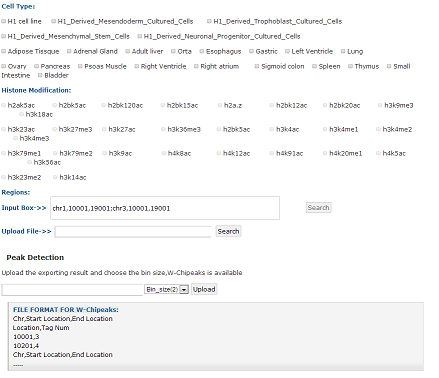 Cell Type:
H1 cell line H1_Derived_Mesendoderm_Cultured_Cells H1_Derived_Trophoblast_Cultured_Cells
H1_Derived_Mesenchymal_Stem_Cells H1_Derived_Neuronal_Progenitor_Cultured_Cells
Adipose Tissque Adrenal Gland Adult liver Orta Esophagus Gastric Left Ventricle Lung
Ovary Pancreas Psoas Muscle Right Ventricle Right atrium Sigmoid colon Spleen Thymus Small
Intestine Bladder
Histone Modification:
h2ak5ac h2bk5ac h2bk120ac h2bk15ac h2a.z h2bk12ac h2bk20ac h3k9me3
h3k18ac
h3k23ac h3k27me3 h3k27ac h3k36me3 h2bk5ac h3k4ac h3k4me1 h3k4me2
h3k4me3
h3k79me1 h3k79me2 h3k9ac h4k8ac h4k12ac h4k91ac h4k20me1 h4k5ac
h3k56ac
h3k23me2 h3k14ac
Regions:
Input Box->> chr1,10001,19001;chr3,10001,19001 Search
Upload File->> Search
Peak Detection
Upload the exporting result and choose the bin size,W-Chipeaks is available
Bin_size(2) Upload
FILE FORMAT FOR W-Chipeaks:
Chr,Start Location,End Location
Location,Tag Num
10001,3
10201,4
Chr,Start Location,End Location
.....